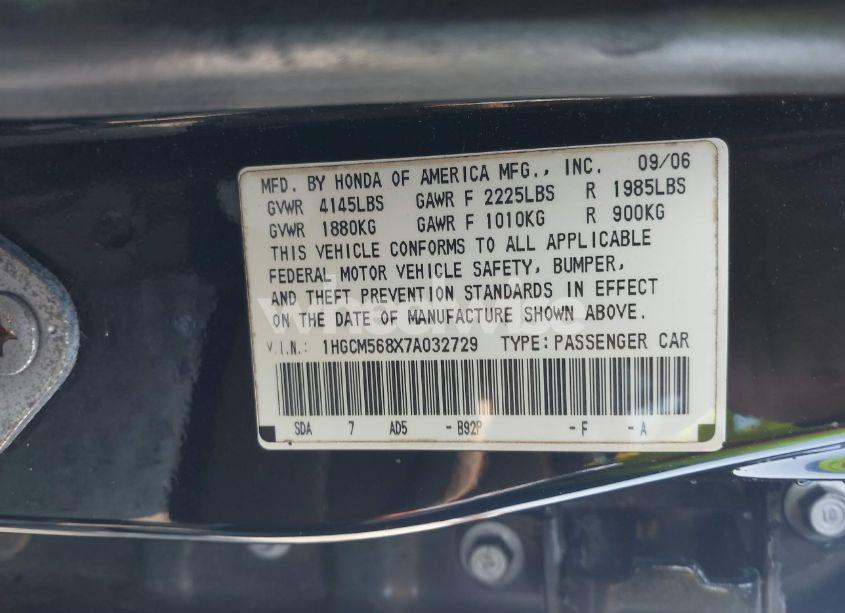 MFD. BY HONDA OF AMERICA MFG., INC. 09/06
GVWR 4145LBS GAWR F 2225LBS R 1985LBS
GVWR 1880KG GAWR F 1010KG R 900KG
THIS VEHICLE CONFORMS TO ALL APPLICABLE
FEDERAL MOTOR VEHICLE SAFETY, BUMPER,
AND THEFT PREVENTION STANDARDS IN EFFECT
ON THE DATE OF MANUFACTURE SHOWN ABOVE.
wheelwise
V.I.N.: 1HGCM568X7A032729 TYPE: PASSENGER CAR
SDA 7 AD5 -B92P -F -A
10